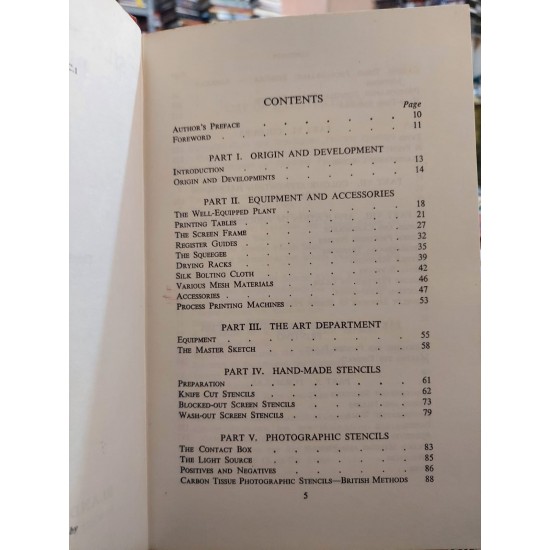 CONTENTS
Page
AUTHOR'S PREFACE . . . . . . . 10
FOREWORD . . . . . . . . 11
PART I. ORIGIN AND DEVELOPMENT
INTRODUCTION . . . . . . . 13
ORIGIN AND DEVELOPMENTS . . . . . 14
PART II. EQUIPMENT AND ACCESSORIES
THE WELL-EQUIPPED PLANT . . . . . 18
PRINTING TABLES . . . . . . . 21
THE SCREEN FRAME . . . . . . 27
REGISTER GUIDES . . . . . . . 32
THE SQUEEGEE . . . . . . . 35
DRYING RACKS . . . . . . . 39
SILK BOLTING CLOTH . . . . . . 42
VARIOUS MESH MATERIALS . . . . . 46
ACCESSORIES . . . . . . . . 47
PROCESS PRINTING MACHINES . . . . . 53
PART III. THE ART DEPARTMENT
EQUIPMENT . . . . . . . 55
THE MASTER SKETCH . . . . . . 58
PART IV. HAND-MADE STENCILS
PREPARATION . . . . . . . 61
KNIFE CUT STENCILS . . . . . . 62
BLOCKED-OUT SCREEN STENCILS . . . . . 73
WASH-OUT SCREEN STENCILS . . . . . 79
PART V. PHOTOGRAPHIC STENCILS
THE CONTACT BOX . . . . . . 83
THE LIGHT SOURCE . . . . . . 85
POSITIVES AND NEGATIVES . . . . . 86
CARBON TISSUE PHOTOGRAPHIC STENCILS—BRITISH METHODS 88
5